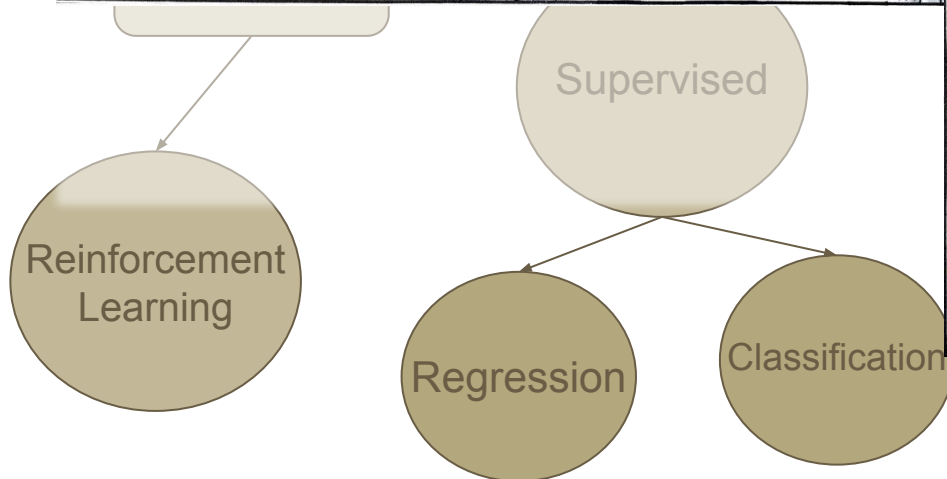 Supervised
Reinforcement
Learning
Regression
Classification